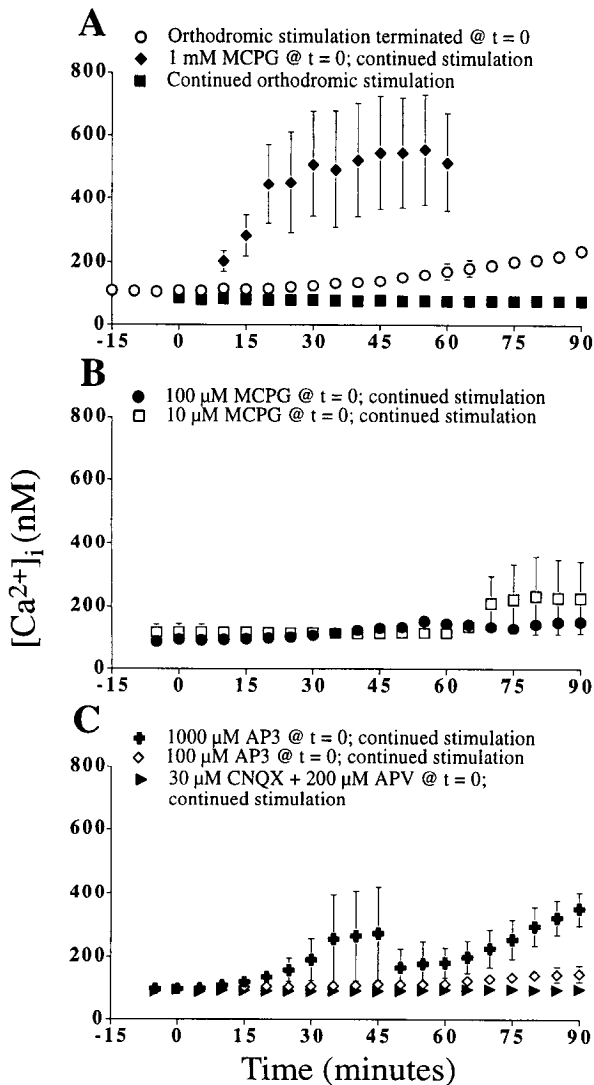 A
Orthodromic stimulation terminated @ t = 0
1 mM MCPG @ t = 0; continued stimulation
Continued orthodromic stimulation
800
600
400
200
0
-15 0 15 30 45 60 75 90
B
100 µM MCPG @ t = 0; continued stimulation
10 µM MCPG @ t = 0; continued stimulation
800
600
400
200
0
-15 0 15 30 45 60 75 90
[Ca2+]i (nM)
C
1000 µM AP3 @ t = 0; continued stimulation
100 µM AP3 @ t = 0; continued stimulation
30 µM CNQX + 200 µM APV @ t = 0;
continued stimulation
800
600
400
200
0
-15 0 15 30 45 60 75 90
Time (minutes)